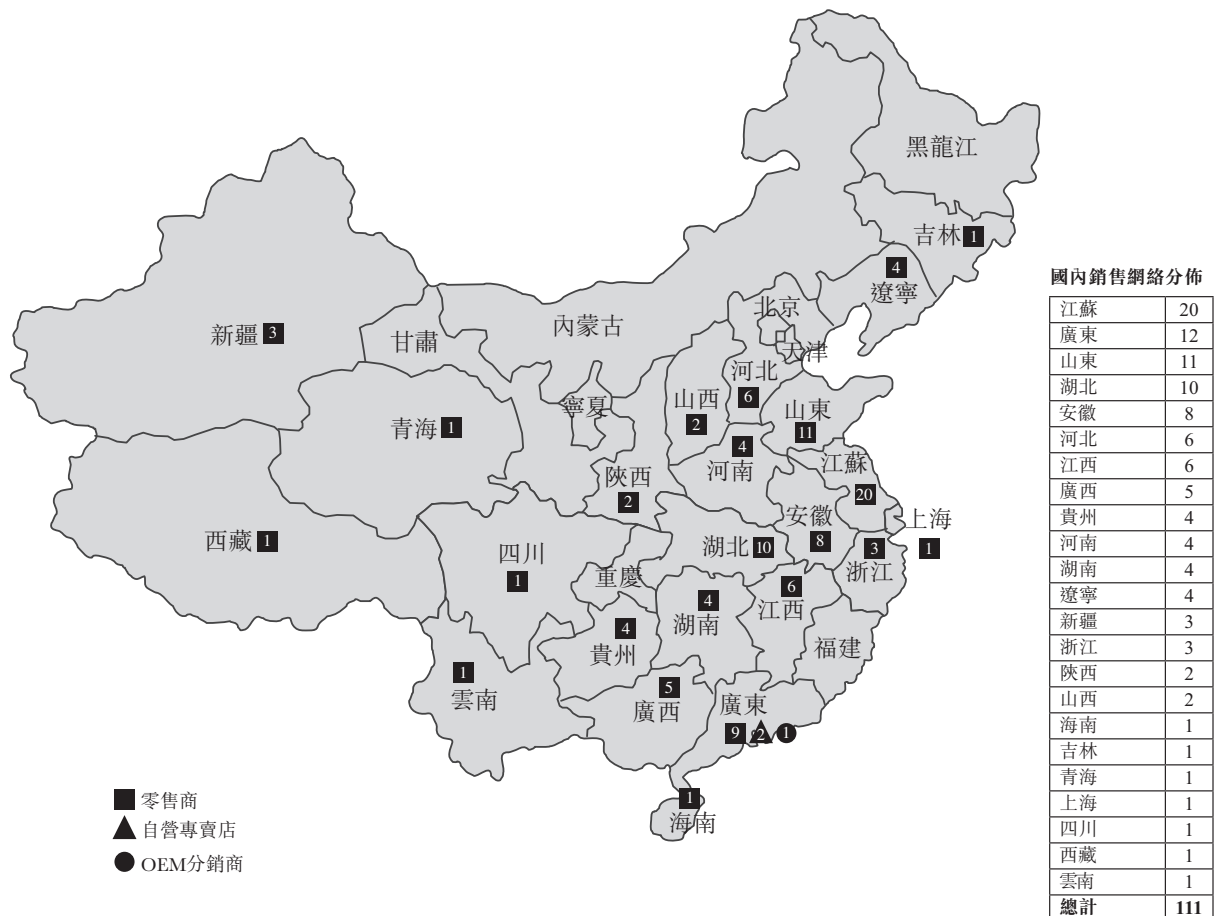 黑龍江
吉林 1
4
遼寧
北京
內蒙古
天津
新疆 3
甘肅
河北
6
寧夏
山西
2
山東
11
青海 1
4
河南
江蘇
20
陝西
2
安徽
8
上海
1
西藏 1
四川
1
湖北 10
3
浙江
重慶
6
江西
4
湖南
4
貴州
福建
1
雲南
5
廣西
廣東
9 2 1
1
海南
零售商
自營專賣店
OEM分銷商
國內銷售網絡分佈
江蘇 20
廣東 12
山東 11
湖北 10
安徽 8
河北 6
江西 6
廣西 5
貴州 4
河南 4
湖南 4
遼寧 4
新疆 3
浙江 3
陝西 2
山西 2
海南 1
吉林 1
青海 1
上海 1
四川 1
西藏 1
雲南 1
總計 111